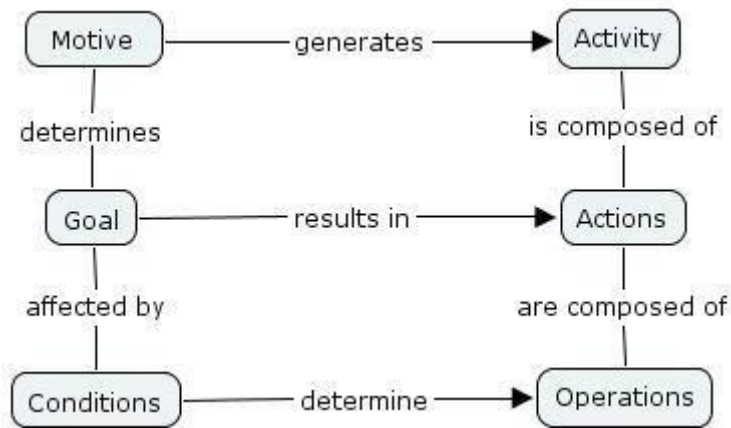 Motive generates Activity
determines is composed of
Goal results in Actions
affected by are composed of
Conditions determine Operations